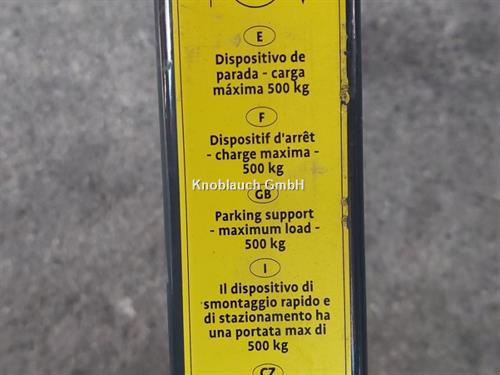 E
Dispositivo de
parada - carga
máxima 500 kg
F
Dispositif d'arrêt
- charge maxima -
500 kg
Knoblauch GmbH
GB
Parking support
- maximum load -
500 kg
I
Il dispositivo di
smontaggio rapido e
di stazionamento ha
una portata max di
500 kg
CZ